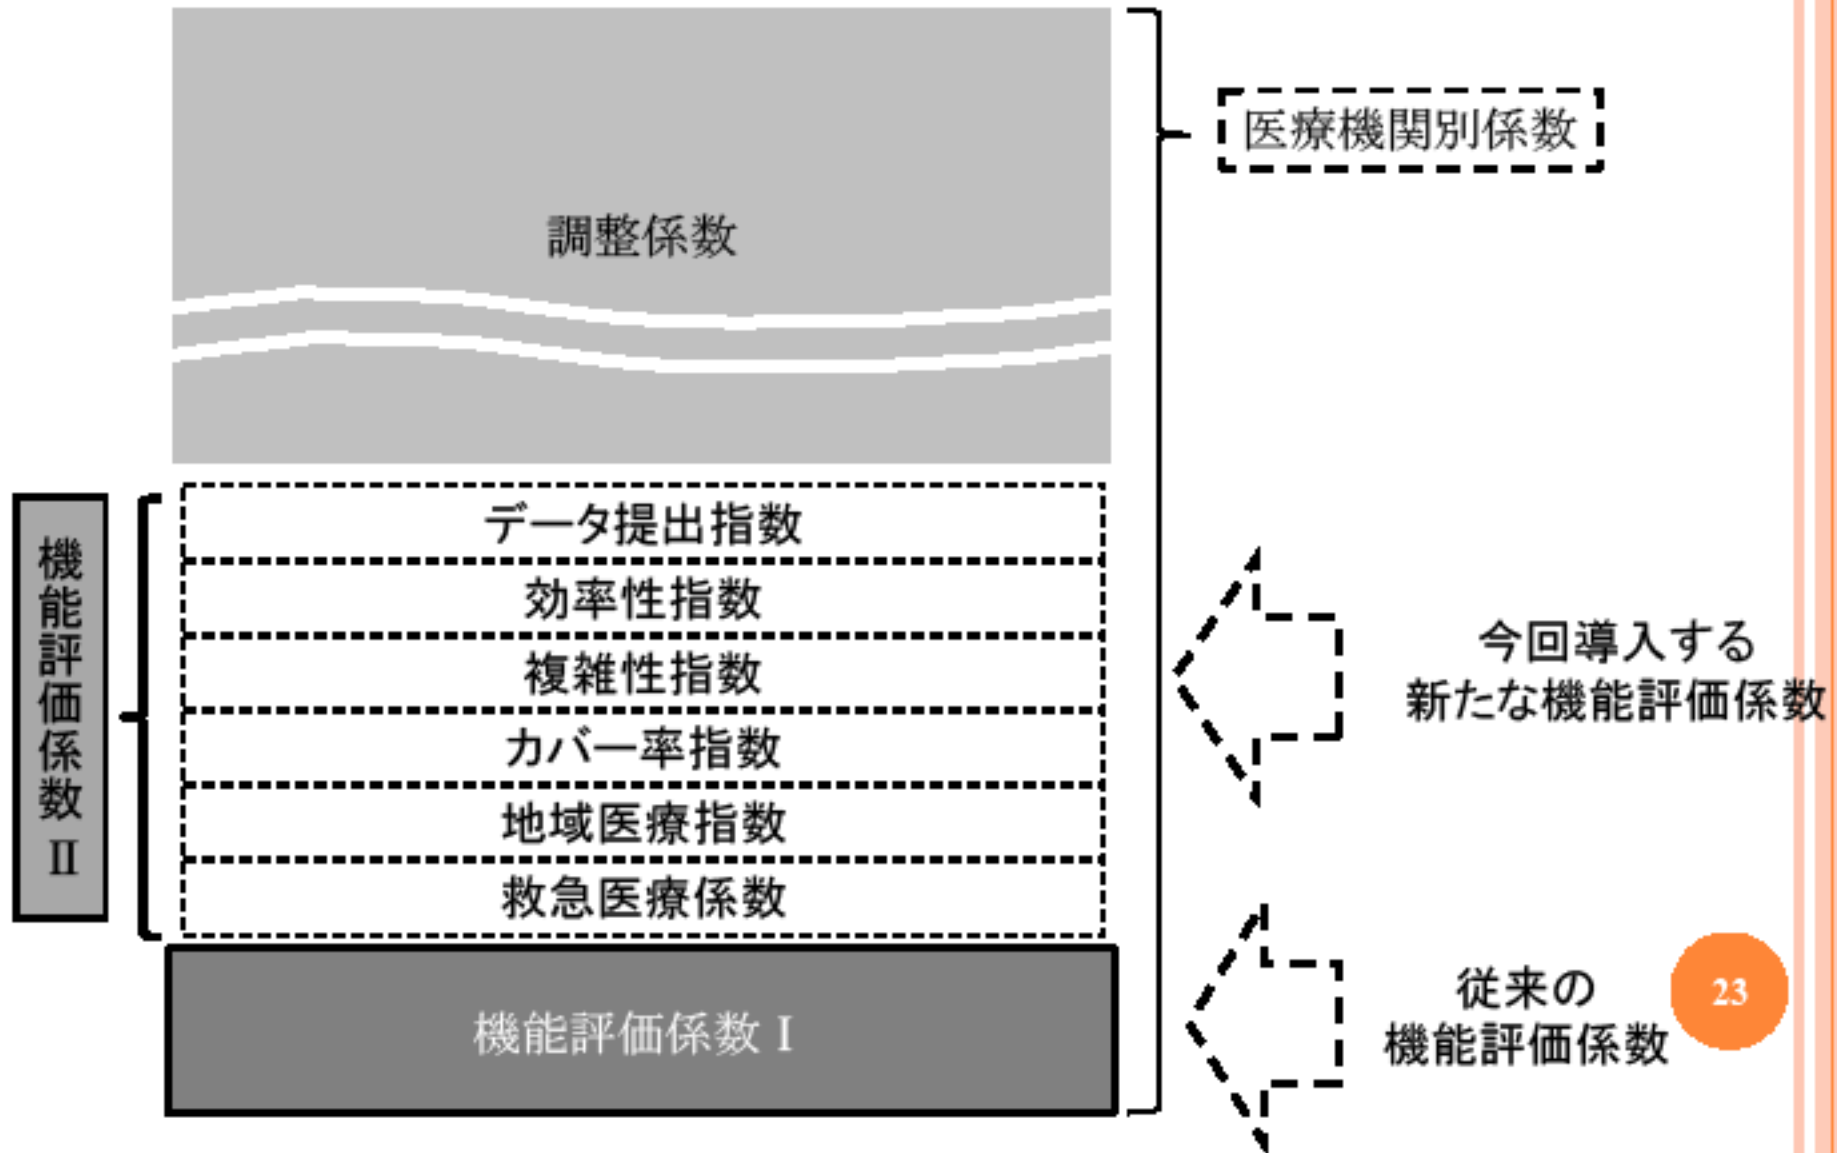 医療機関別係数
調整係数
機能評価係数Ⅱ
データ提出指数
効率性指数
複雑性指数
カバー率指数
地域医療指数
救急医療係数
今回導入する
新たな機能評価係数
機能評価係数Ⅰ
従来の
機能評価係数
23